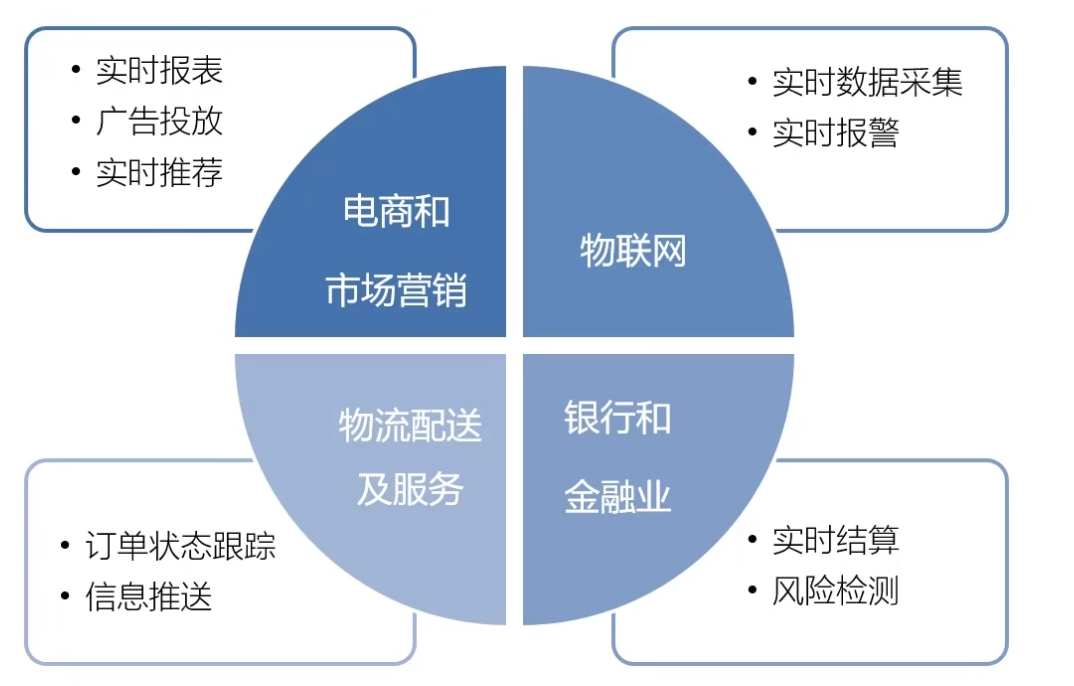 实时报表
广告投放
实时推荐
电商和
市场营销
实时数据采集
实时报警
物联网
物流配送
及服务
订单状态跟踪
信息推送
银行和
金融业
实时结算
风险检测